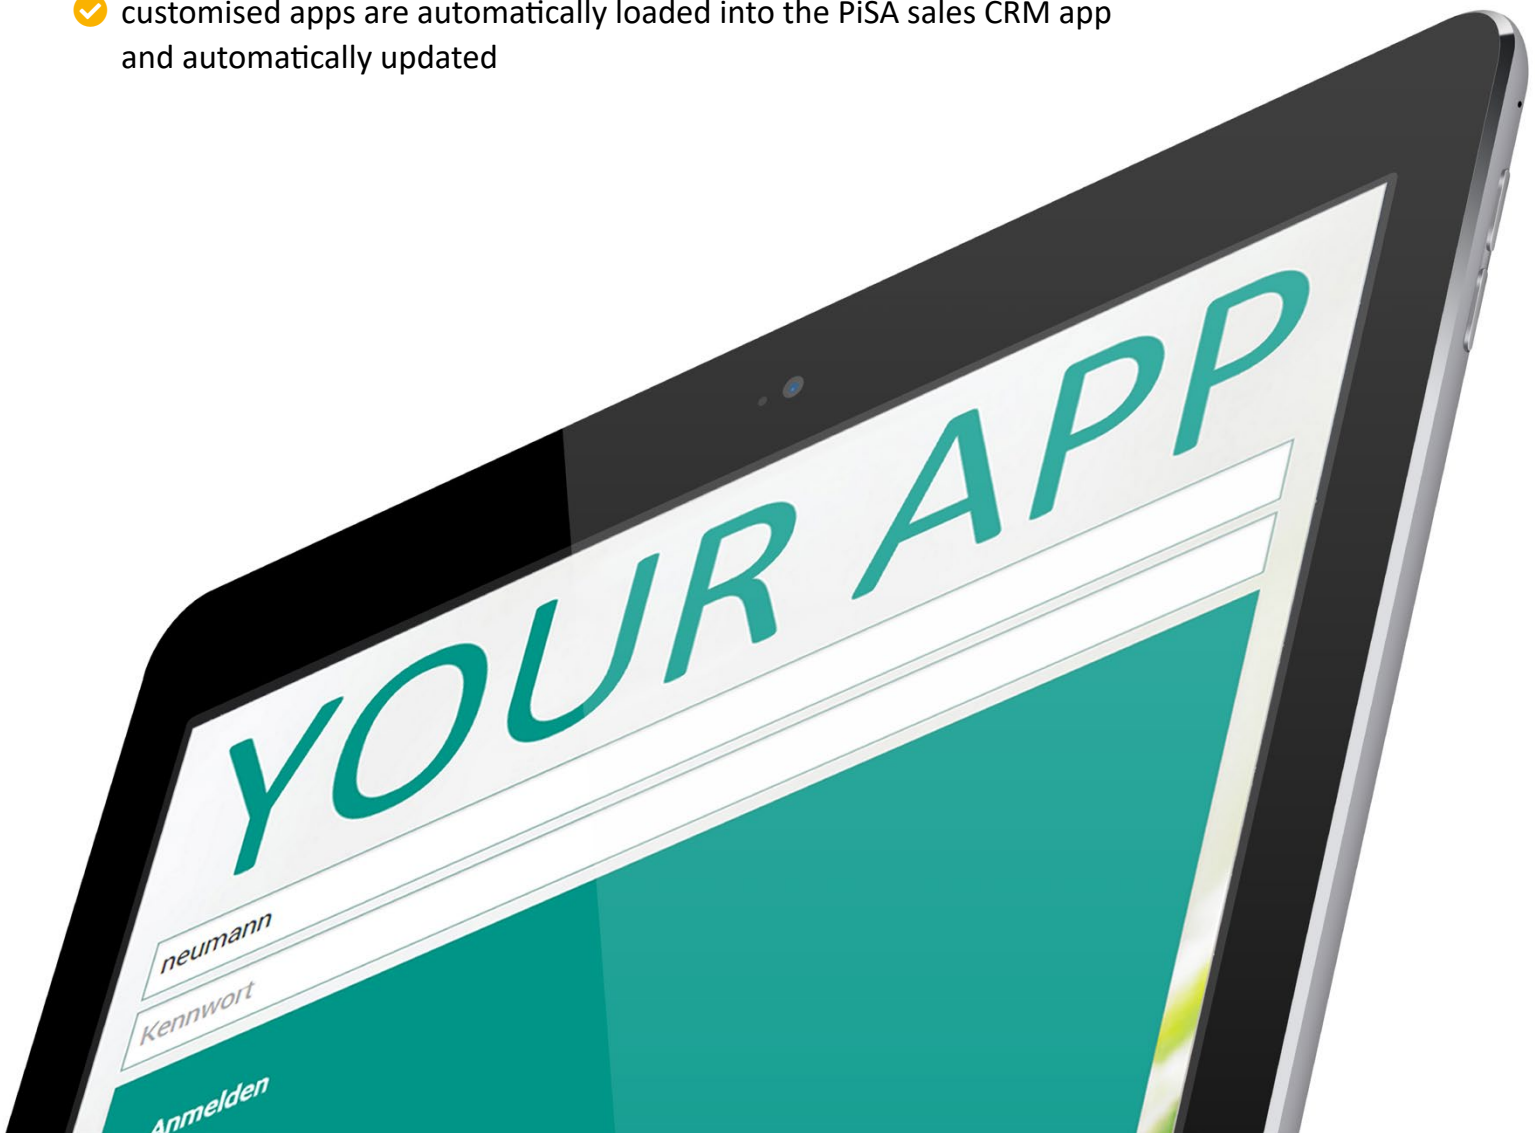 customised apps are automatically loaded into the PiSA sales CRM app
and automatically updated
YOUR APP
neumann
Kennwort
Anmelden